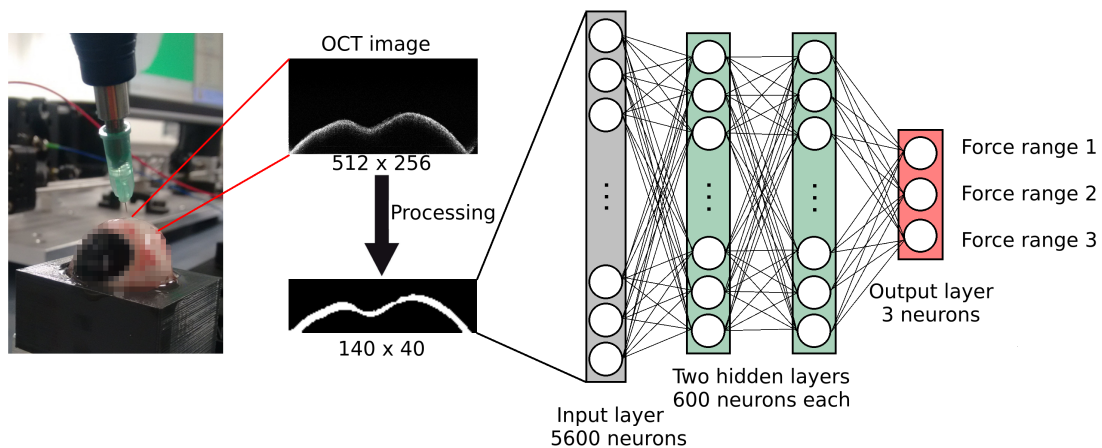 OCT image
512 x 256
Processing
140 x 40
Input layer
5600 neurons
Two hidden layers
600 neurons each
Output layer
3 neurons
Force range 1
Force range 2
Force range 3